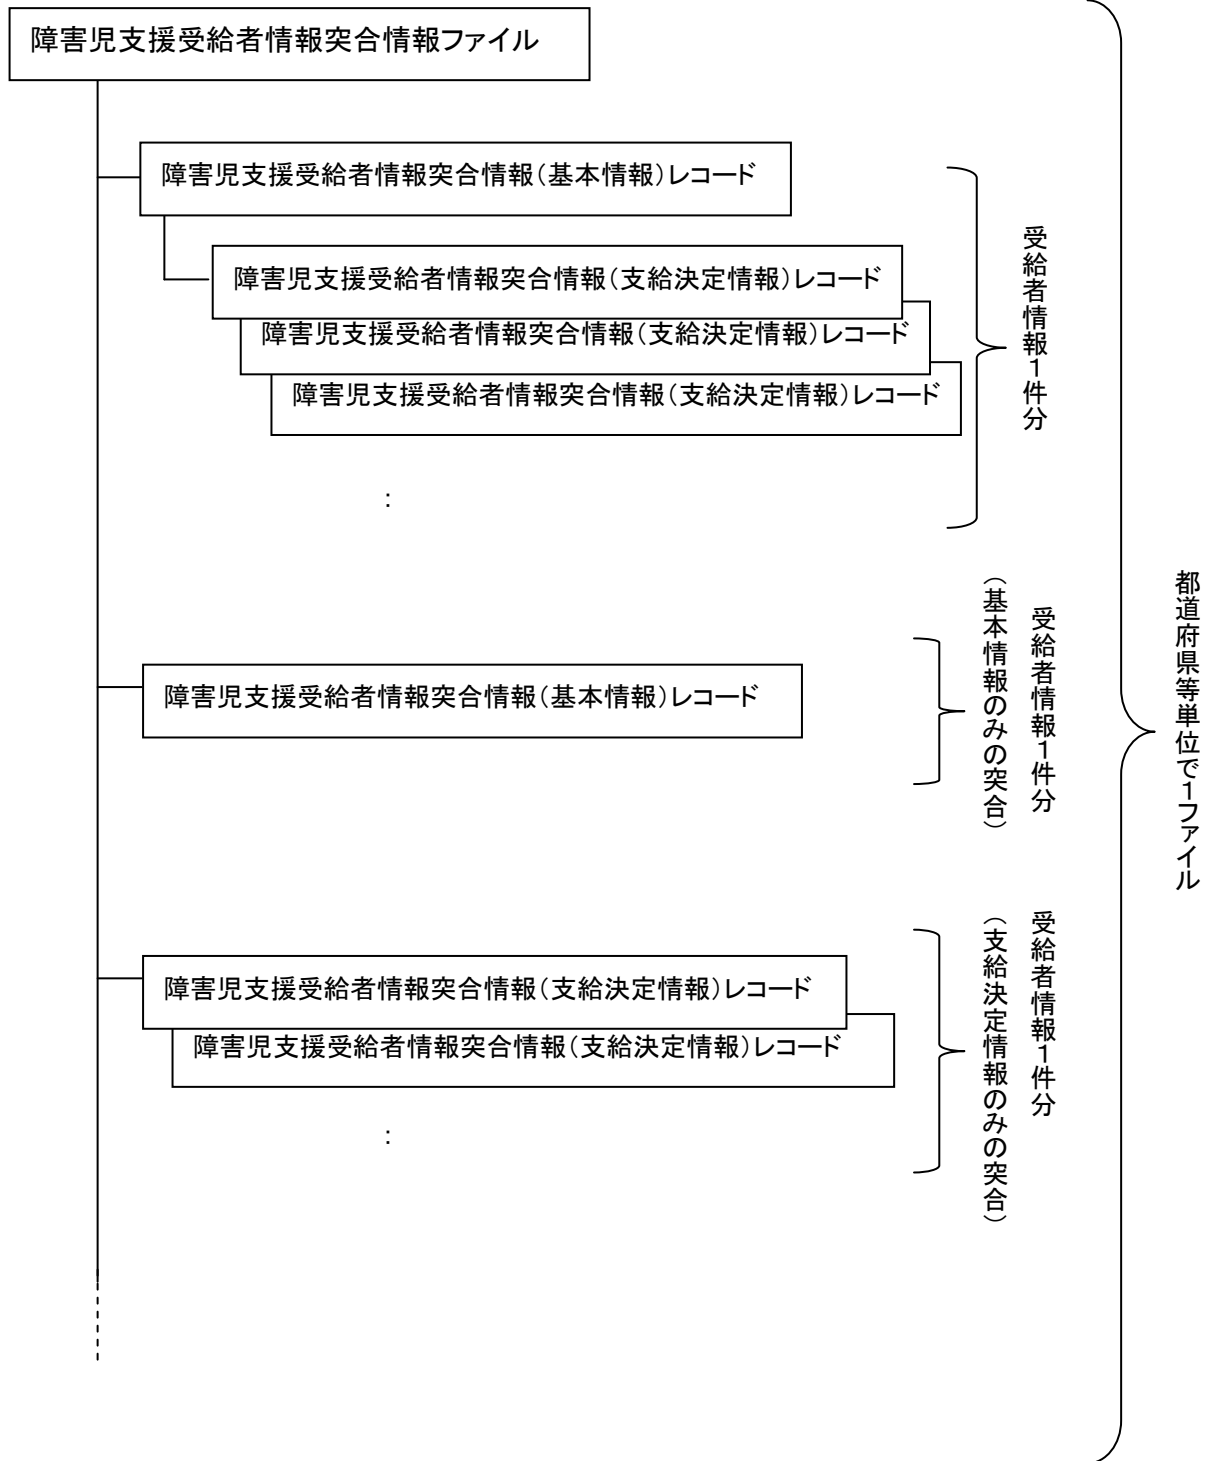 障害児支援受給者情報突合情報ファイル
障害児支援受給者情報突合情報（基本情報）レコード
障害児支援受給者情報突合情報（支給決定情報）レコード
障害児支援受給者情報突合情報（支給決定情報）レコード
障害児支援受給者情報突合情報（支給決定情報）レコード
：
受給者情報１件分
障害児支援受給者情報突合情報（基本情報）レコード
受給者情報１件分
（基本情報のみの突合）
障害児支援受給者情報突合情報（支給決定情報）レコード
障害児支援受給者情報突合情報（支給決定情報）レコード
：
受給者情報１件分
（支給決定情報のみの突合）
都道府県等単位で１ファイル